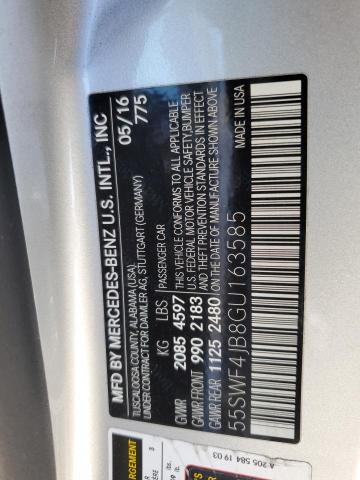 MFD BY MERCEDES-BENZ U.S. INTL., INC
TUSCALOOSA COUNTY, ALABAMA (USA),
UNDER CONTRACT FOR DAIMLER AG, STUTTGART (GERMANY)
05/16
775
KG LBS PASSENGER CAR
GVWR 2085 4597
GAWR FRONT 990 2183
GAWR REAR 1125 2480
THIS VEHICLE CONFORMS TO ALL APPLICABLE
U.S. FEDERAL MOTOR VEHICLE SAFETY, BUMPER
AND THEFT PREVENTION STANDARDS IN EFFECT
ON THE DATE OF MANUFACTURE SHOWN ABOVE
55SWF4JB8GU163585
A 205 584 19 03